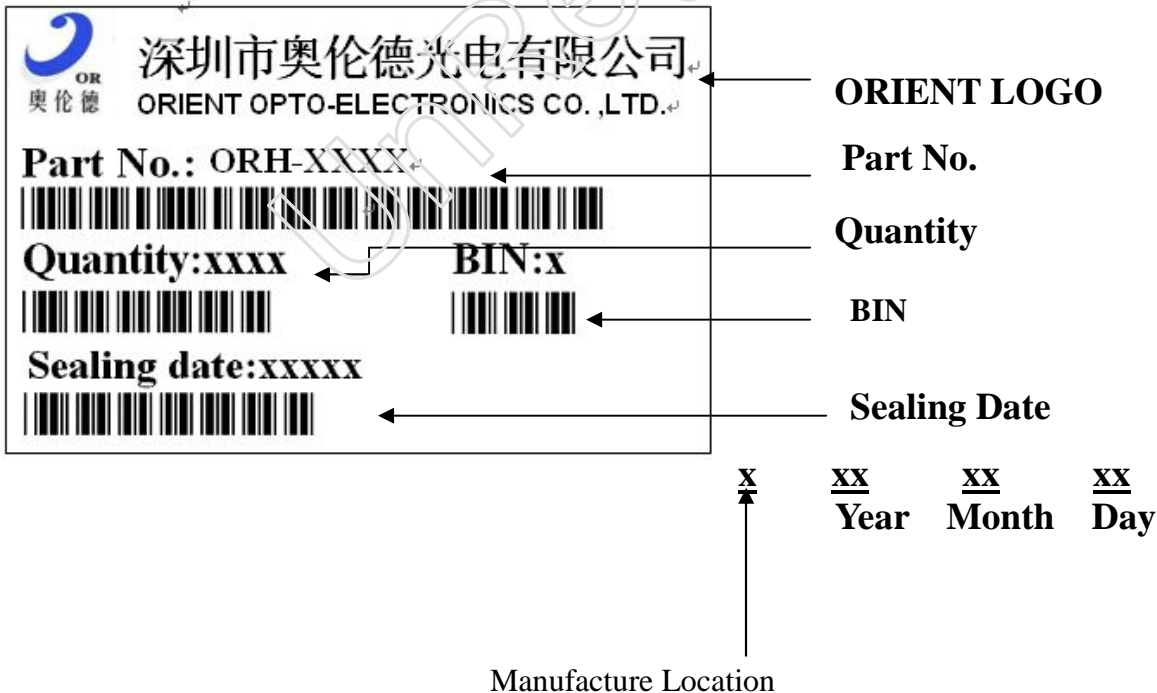 深圳市奥伦德光电有限公司
OR
奥伦德
ORIENT OPTO-ELECTRONICS CO. ,LTD.
ORIENT LOGO
Part No.: ORH-XXXX
Part No.
Quantity
Quantity:xxxx BIN:x
BIN
Sealing date:xxxxx
Sealing Date
x xx xx xx
Year Month Day
Manufacture Location